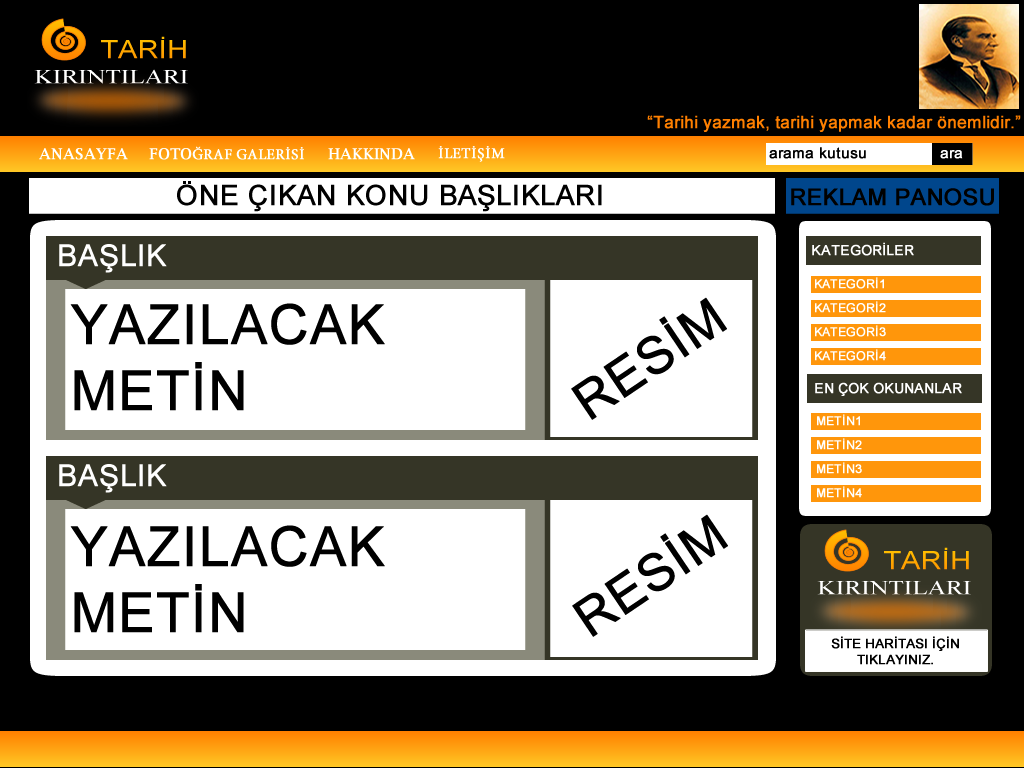 TARİH
KIRINTILARI
“Tarihi yazmak, tarihi yapmak kadar önemlidir.”
ANASAYFA FOTOĞRAF GALERİSİ HAKKINDA İLETİŞİM
arama kutusu ara
ÖNE ÇIKAN KONU BAŞLIKLARI
REKLAM PANOSU
BAŞLIK
YAZILACAK
METİN
RESİM
BAŞLIK
YAZILACAK
METİN
RESİM
KATEGORİLER
KATEGORİ1
KATEGORİ2
KATEGORİ3
KATEGORİ4
EN ÇOK OKUNANLAR
METİN1
METİN2
METİN3
METİN4
TARİH
KIRINTILARI
SİTE HARİTASI İÇİN
TIKLAYINIZ.